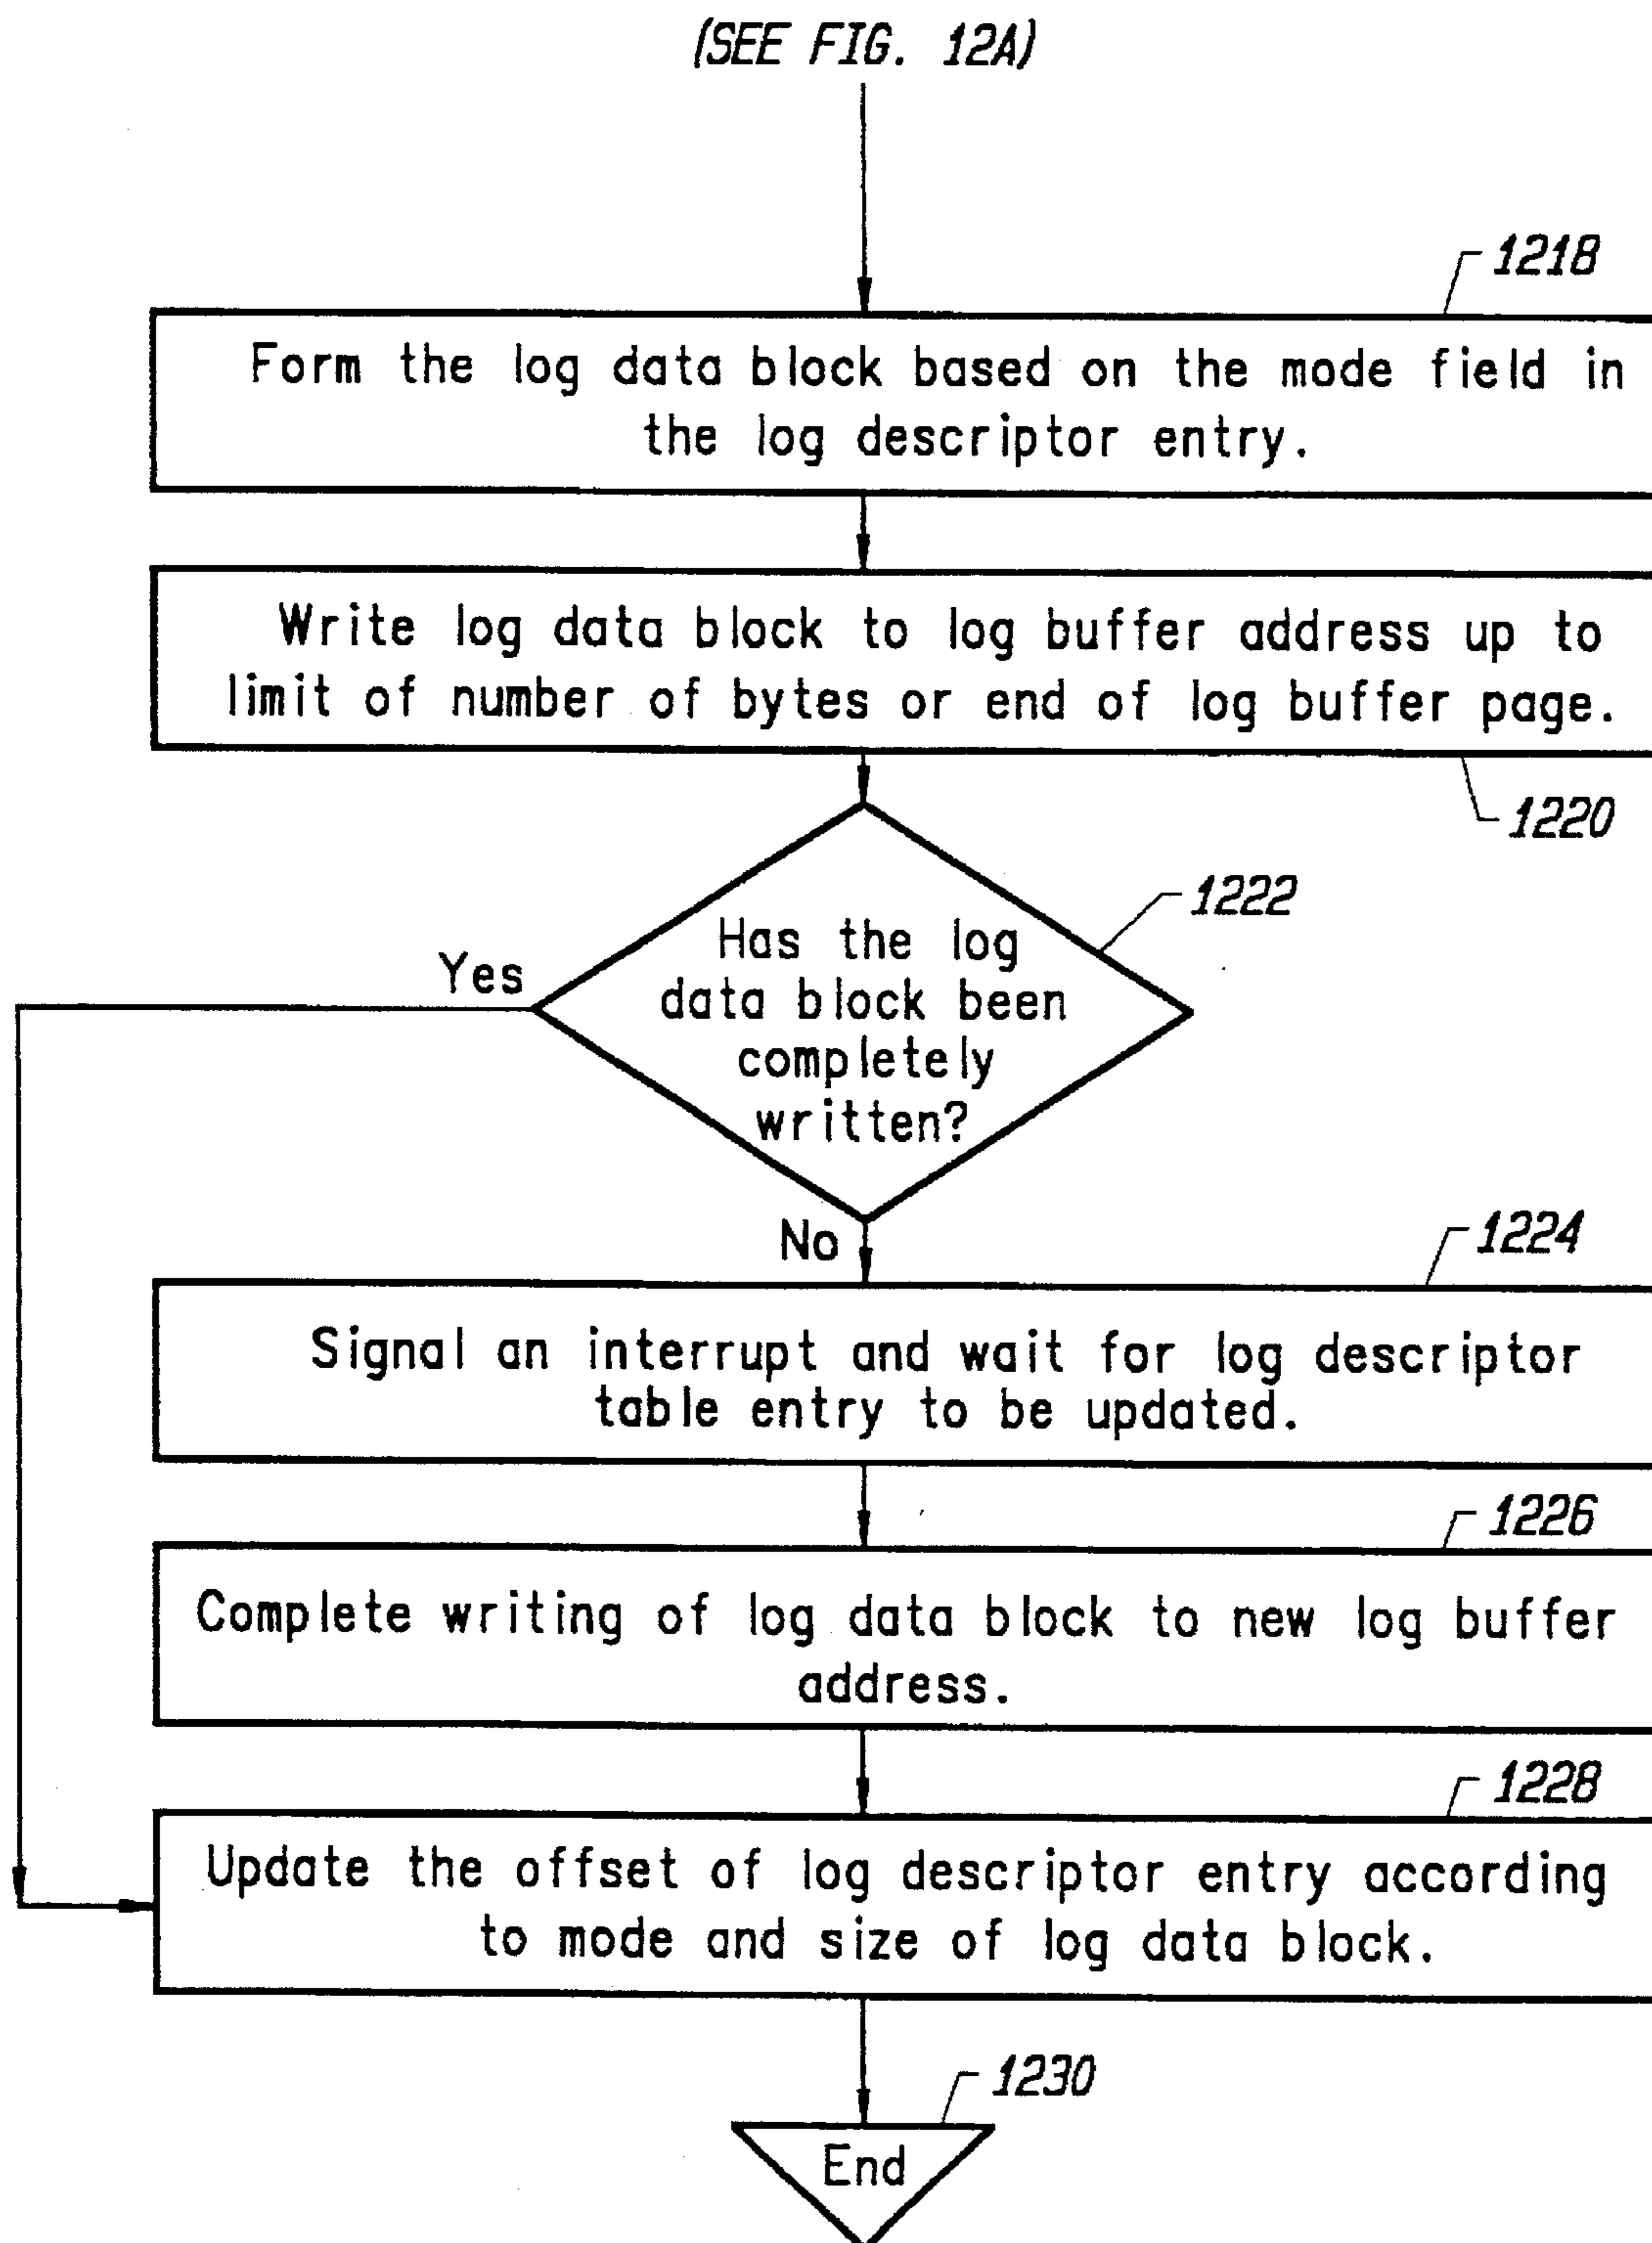 (SEE FIG. 12A)
1218
Form the log data block based on the mode field in
the log descriptor entry.
Write log data block to log buffer address up to
limit of number of bytes or end of log buffer page.
1220
1222
Has the log
Yes
data block been
completely
written?
No
1224
Signal an interrupt and wait for log descriptor
table entry to be updated.
1226
Complete writing of log data block to new log buffer
address.
1228
Update the offset of log descriptor entry according
to mode and size of log data block.
1230
End